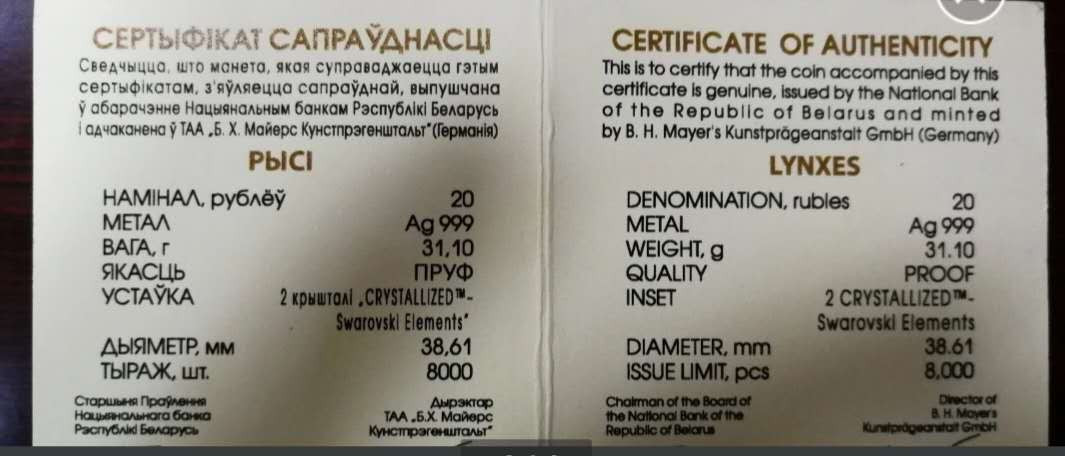 СЕРТЫФІКАТ САПРАЎДНАСЦІ
Сведчыцца, што манета, якая суправаджаецца гэтым
сертыфікатам, з'яўляецца сапраўднай, выпушчана
ў абарачэнне Нацыянальным банкам Рэспублікі Беларусь
і адчаканена ў ТАА „Б. Х. Майерс Кунстпрэгенштальт" (Германія)
РЫСІ
НАМІНАЛ, рублёў 20
МЕТАЛ Ag 999
ВАГА, г 31,10
ЯКАСЦЬ ПРУФ
УСТАЎКА 2 крышталі „CRYSTALLIZED™-
Swarovski Elements"
ДЫЯМЕТР, мм 38,61
ТЫРАЖ, шт. 8000
Старшыня Праўлення
Нацыянальнага банка
Рэспублікі Беларусь
Дырэктар
ТАА „Б.Х. Майерс
Кунстпрэгенштальт"
CERTIFICATE OF AUTHENTICITY
This is to certify that the coin accompanied by this
certificate is genuine, issued by the National Bank
of the Republic of Belarus and minted
by B. H. Mayer's Kunstprägeanstalt GmbH (Germany)
LYNXES
DENOMINATION, rubles 20
METAL Ag 999
WEIGHT, g 31.10
QUALITY PROOF
INSET 2 CRYSTALLIZED™-
Swarovski Elements
DIAMETER, mm 38.61
ISSUE LIMIT, pcs 8,000
Chairman of the Board of
the National Bank of the
Republic of Belarus
Director of
B. H. Mayer's
Kunstprägeanstalt GmbH